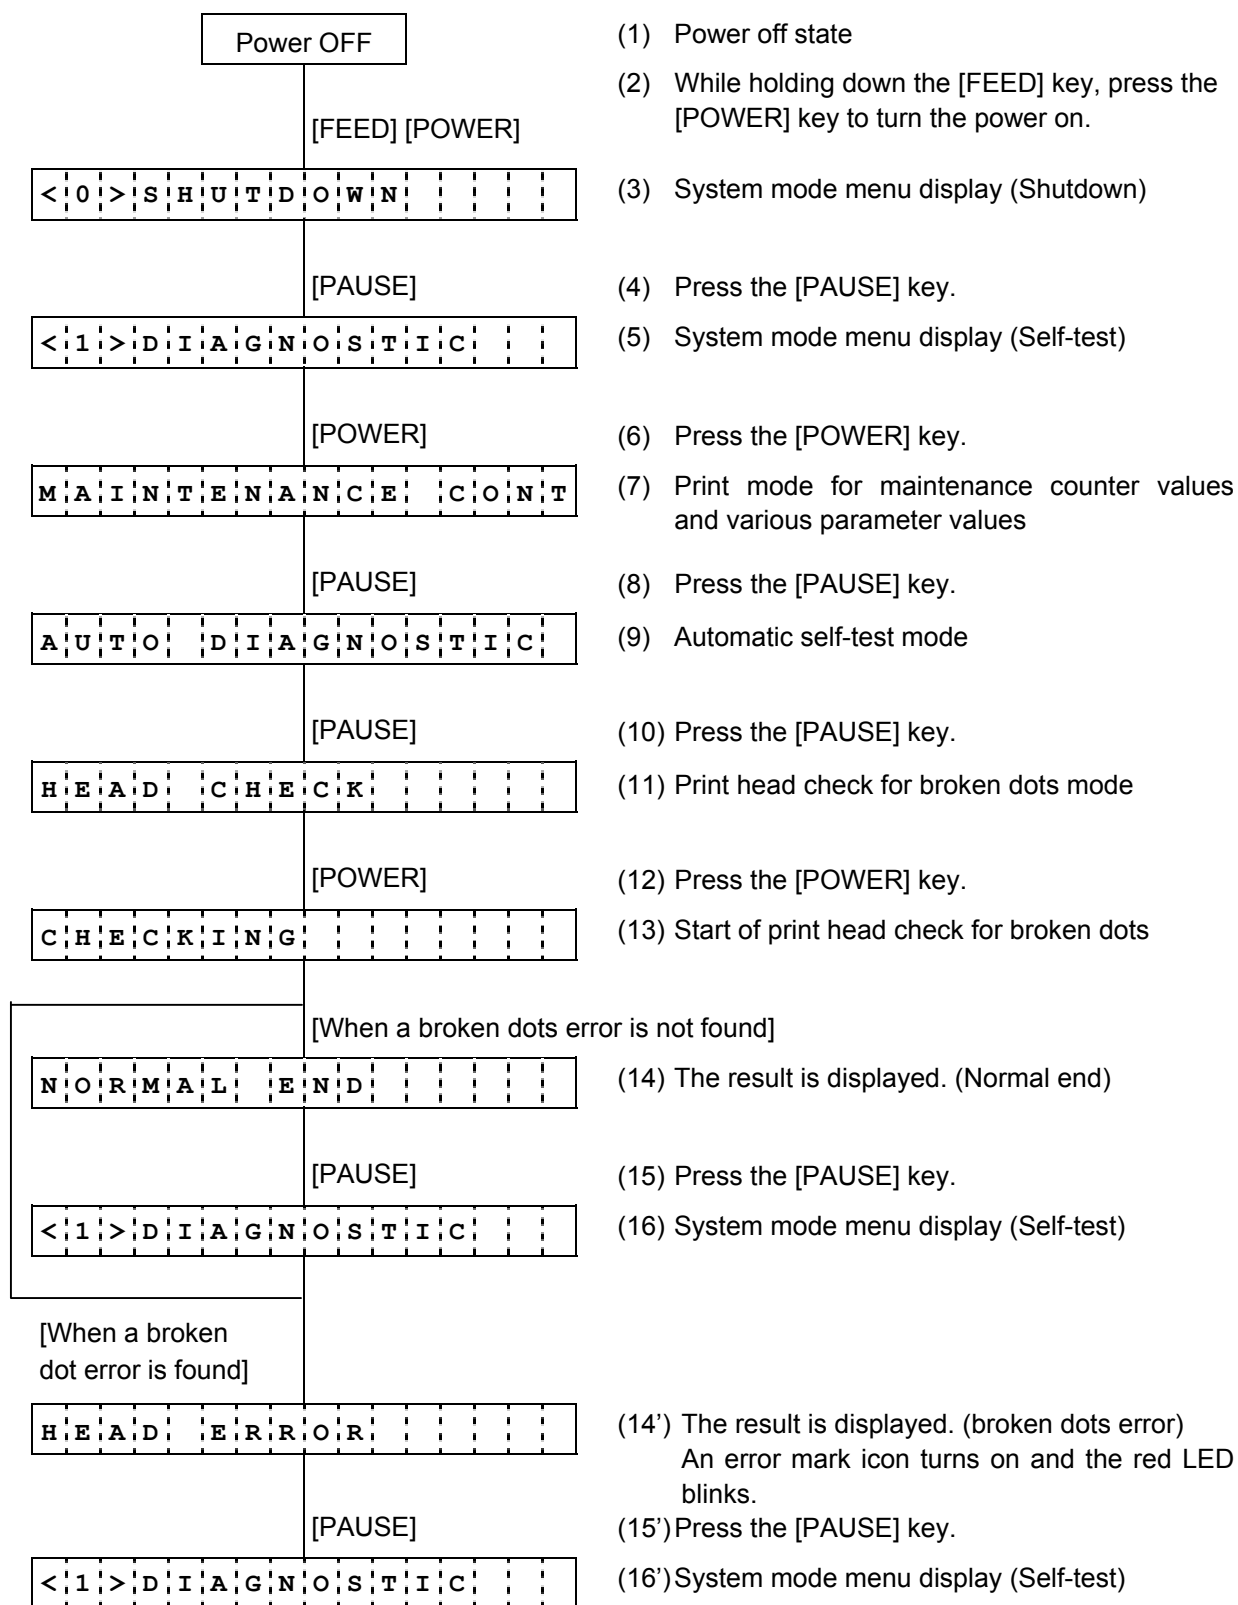 Power OFF
(1) Power off state
(2) While holding down the [FEED] key, press the
[POWER] key to turn the power on.
[FEED] [POWER]
<0>SHUTDOWN
(3) System mode menu display (Shutdown)
[PAUSE]
(4) Press the [PAUSE] key.
<1>DIAGNOSTIC
(5) System mode menu display (Self-test)
[POWER]
(6) Press the [POWER] key.
MAINTENANCE CONT
(7) Print mode for maintenance counter values
and various parameter values
[PAUSE]
(8) Press the [PAUSE] key.
AUTO DIAGNOSTIC
(9) Automatic self-test mode
[PAUSE]
(10) Press the [PAUSE] key.
HEAD CHECK
(11) Print head check for broken dots mode
[POWER]
(12) Press the [POWER] key.
CHECKING
(13) Start of print head check for broken dots
[When a broken dots error is not found]
NORMAL END
(14) The result is displayed. (Normal end)
[PAUSE]
(15) Press the [PAUSE] key.
<1>DIAGNOSTIC
(16) System mode menu display (Self-test)
[When a broken
dot error is found]
HEAD ERROR
(14’) The result is displayed. (broken dots error)
An error mark icon turns on and the red LED
blinks.
[PAUSE]
(15’) Press the [PAUSE] key.
<1>DIAGNOSTIC
(16’) System mode menu display (Self-test)